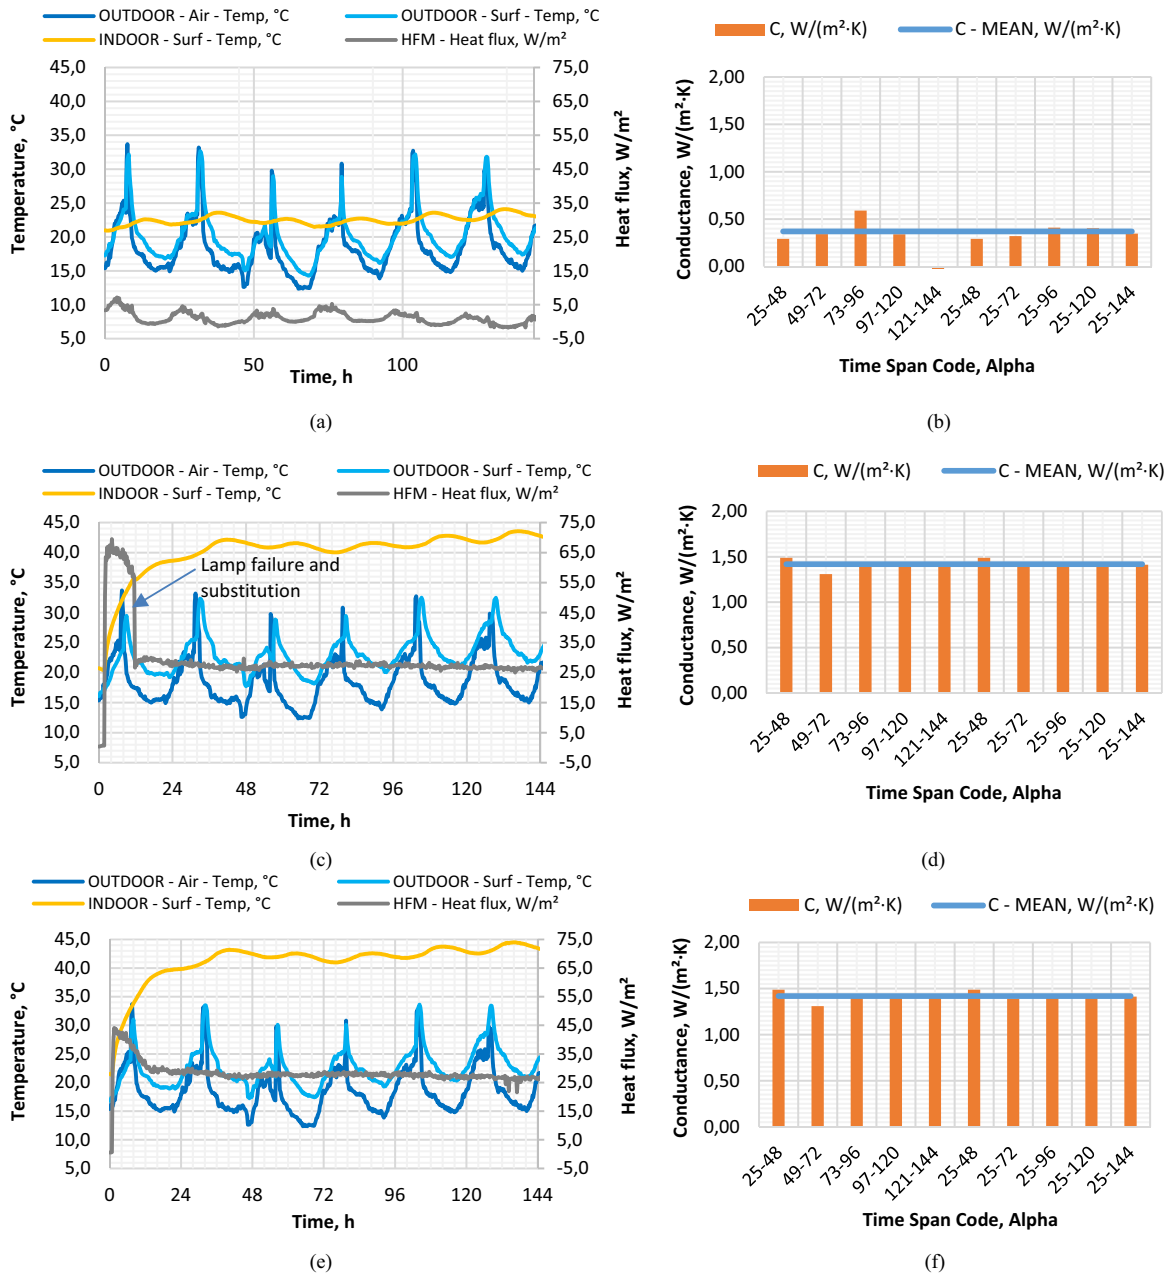 OUTDOOR - Air - Temp, °C
OUTDOOR - Surf - Temp, °C
INDOOR - Surf - Temp, °C
HFM - Heat flux, W/m²
45,0
40,0
35,0
30,0
25,0
20,0
15,0
10,0
5,0
Temperature, °C
75,0
65,0
55,0
45,0
35,0
25,0
15,0
5,0
-5,0
Heat flux, W/m²
0 50 100
Time, h
(a)
C, W/(m²·K)
C - MEAN, W/(m²·K)
2,00
1,50
1,00
0,50
0,00
Conductance, W/(m²·K)
25-48
49-72
73-96
97-120
121-144
25-48
25-72
25-96
25-120
25-144
Time Span Code, Alpha
(b)
OUTDOOR - Air - Temp, °C
OUTDOOR - Surf - Temp, °C
INDOOR - Surf - Temp, °C
HFM - Heat flux, W/m²
45,0
40,0
35,0
30,0
25,0
20,0
15,0
10,0
5,0
Temperature, °C
Lamp failure and
substitution
75,0
65,0
55,0
45,0
35,0
25,0
15,0
5,0
-5,0
Heat flux, W/m²
0 24 48 72 96 120 144
Time, h
(c)
C, W/(m²·K)
C - MEAN, W/(m²·K)
2,00
1,50
1,00
0,50
0,00
Conductance, W/(m²·K)
25-48
49-72
73-96
97-120
121-144
25-48
25-72
25-96
25-120
25-144
Time Span Code, Alpha
(d)
OUTDOOR - Air - Temp, °C
OUTDOOR - Surf - Temp, °C
INDOOR - Surf - Temp, °C
HFM - Heat flux, W/m²
45,0
40,0
35,0
30,0
25,0
20,0
15,0
10,0
5,0
Temperature, °C
75,0
65,0
55,0
45,0
35,0
25,0
15,0
5,0
-5,0
Heat flux, W/m²
0 24 48 72 96 120 144
Time, h
(e)
C, W/(m²·K)
C - MEAN, W/(m²·K)
2,00
1,50
1,00
0,50
0,00
Conductance, W/(m²·K)
25-48
49-72
73-96
97-120
121-144
25-48
25-72
25-96
25-120
25-144
Time Span Code, Alpha
(f)